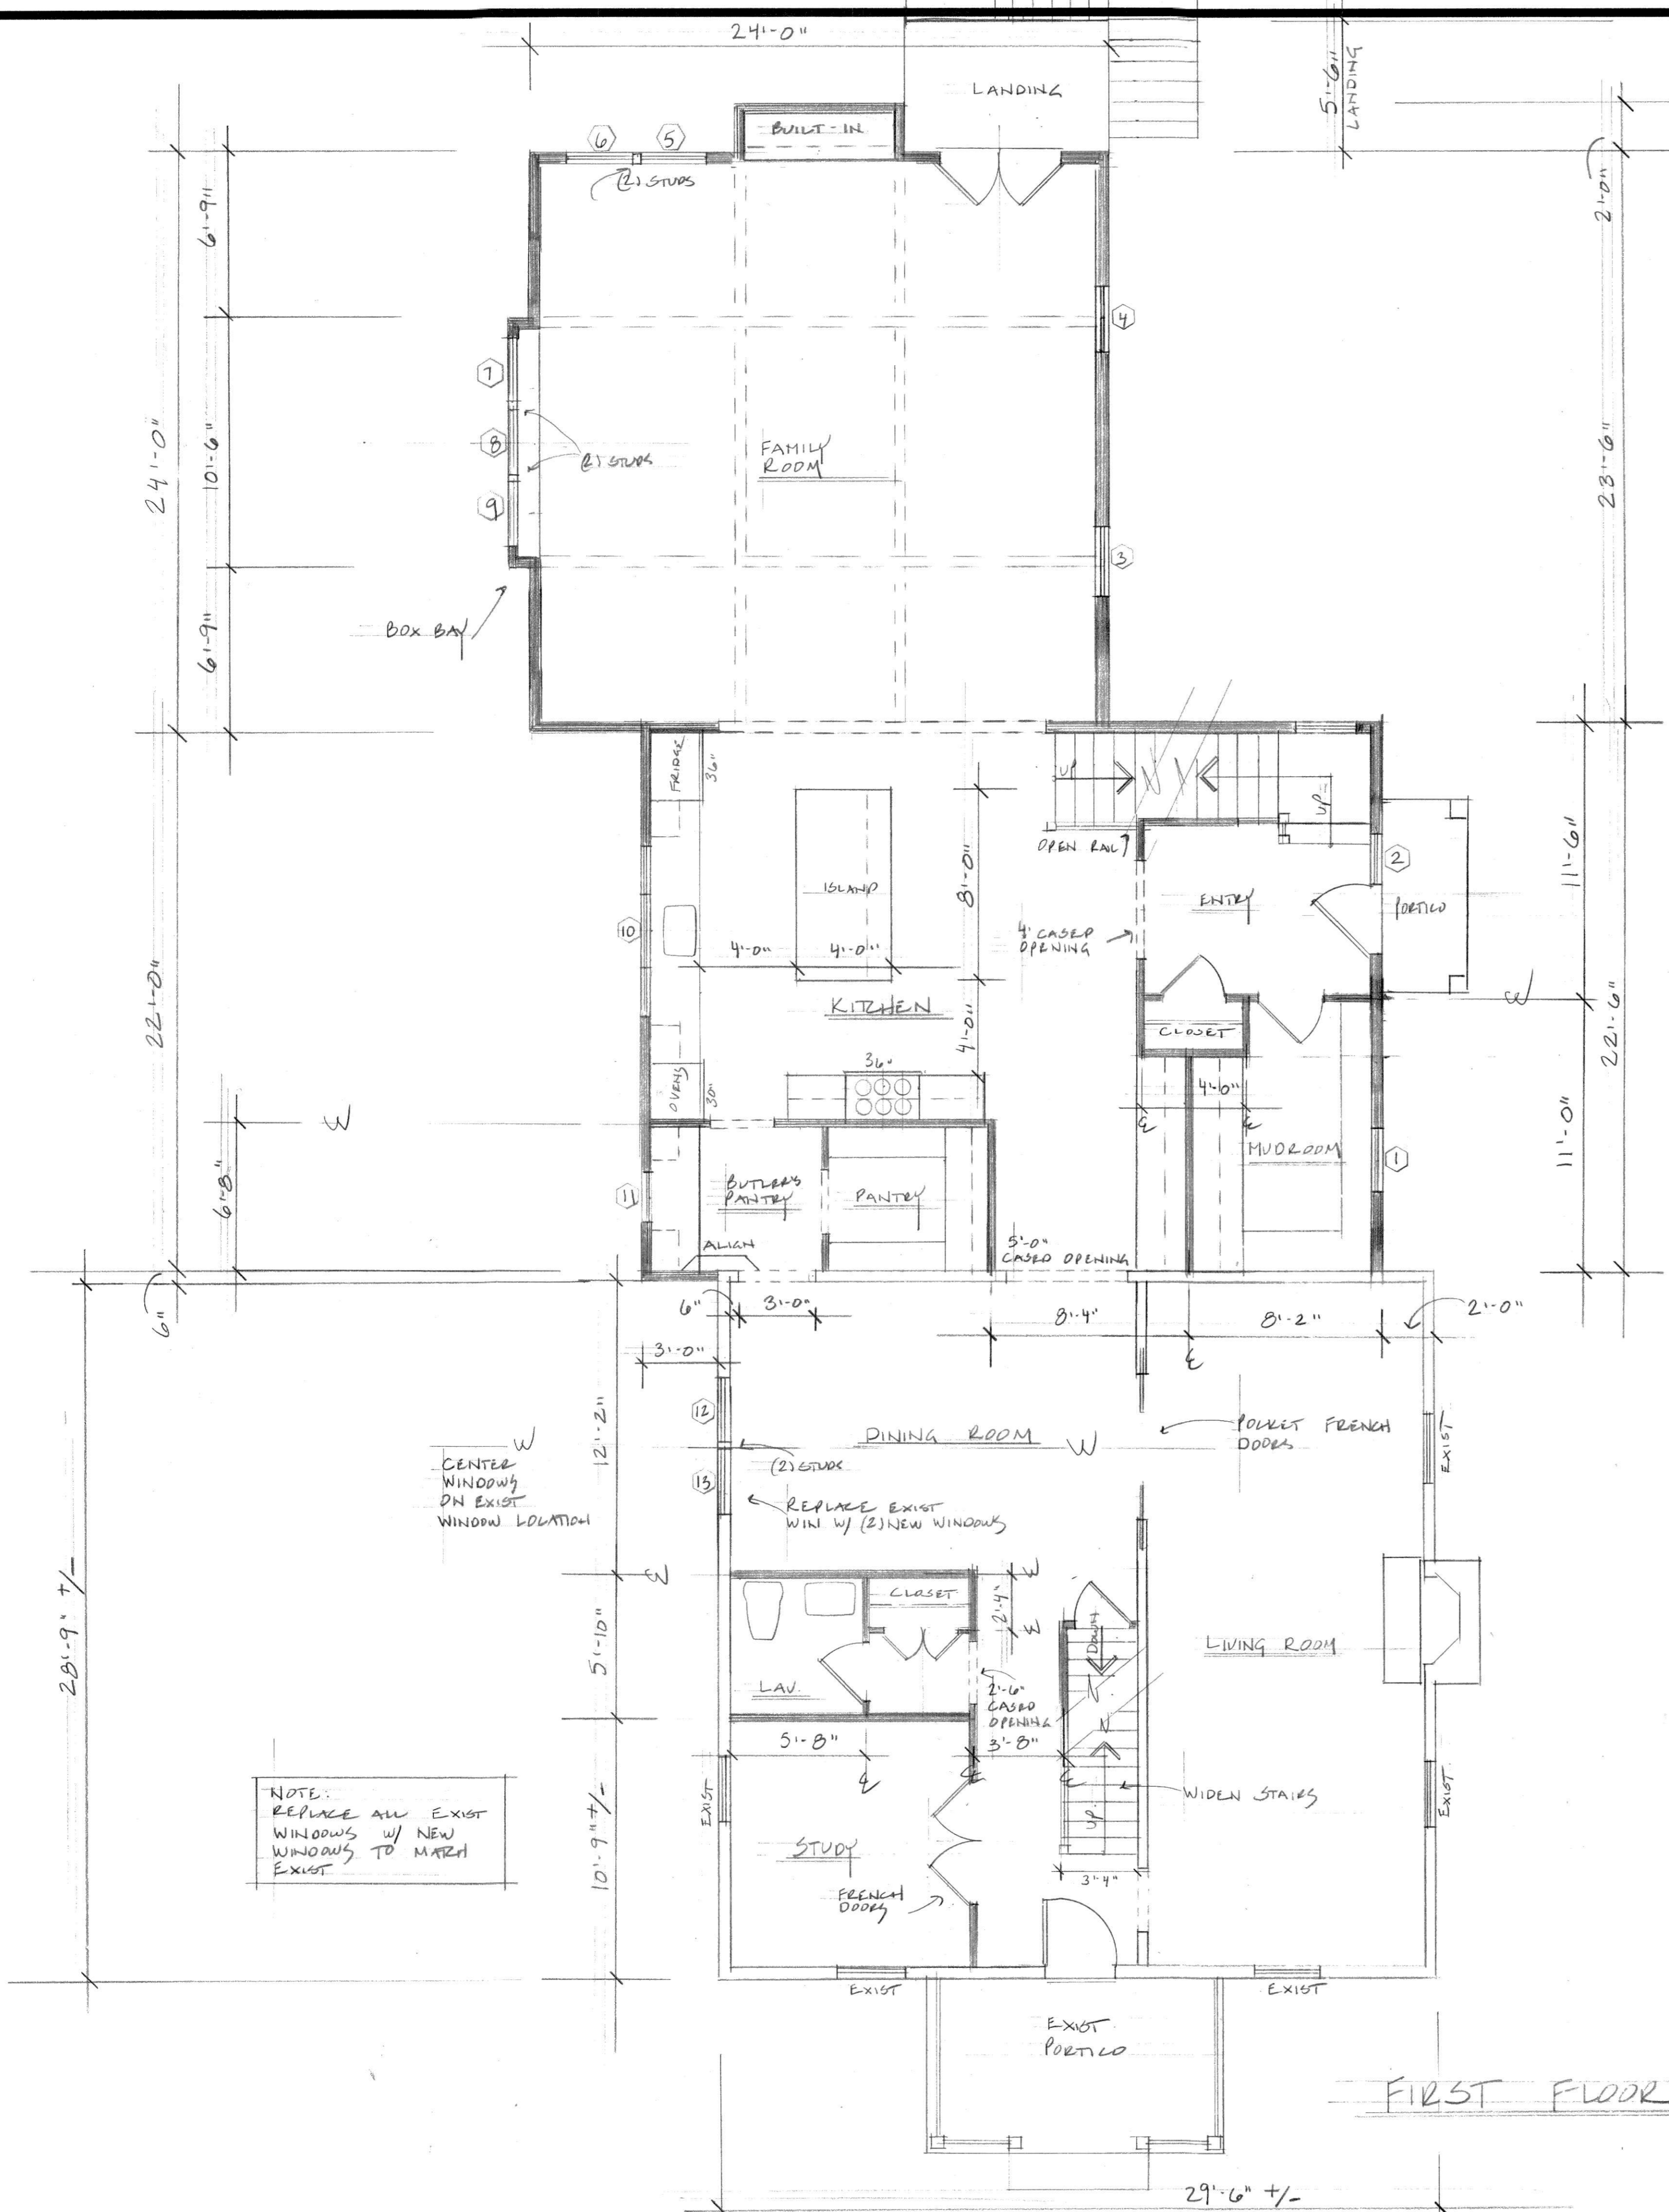 24'-0"
LANDING
5'-6"
LANDING
BUILT-IN
6
5
(2) STUDS
2'-0"
6'-9"
4
7
24'-0"
10'-6"
8
(2) STUDS
FAMILY
ROOM
23'-6"
9
3
BOX BAY
6'-9"
FRIDGE
36"
UP
UP
OPEN RAIL
2
11'-6"
ISLAND
8'-0"
ENTRY
PORTICO
10
4'-0"
4'-0"
4' CASED
OPENING
KITCHEN
22'-0"
4'-0"
CLOSET
22'-6"
OVENS
30"
36"
4'-0"
MUDROOM
1
11'-0"
6'-8"
11
BUTLER'S
PANTRY
PANTRY
ALIGN
5'-0"
CASED OPENING
6"
6"
3'-0"
8'-4"
8'-2"
2'-0"
3'-0"
12
12'-2"
DINING ROOM
POCKET FRENCH
DOORS
EXIST
CENTER
WINDOWS
ON EXIST
WINDOW LOCATION
13
(2) STUDS
REPLACE EXIST
WIN W/ (2) NEW WINDOWS
28'-9" +/-
CLOSET
2'-4"
5'-10"
DOWN
LIVING ROOM
LAV.
2'-6"
CASED
OPENING
5'-8"
3'-8"
NOTE:
REPLACE ALL EXIST
WINDOWS W/ NEW
WINDOWS TO MATCH
EXIST
EXIST
10'-9" +/-
UP
WIDEN STAIRS
EXIST
STUDY
FRENCH
DOORS
3'-4"
EXIST
EXIST
EXIST
PORTICO
FIRST FLOOR
29'-6" +/-